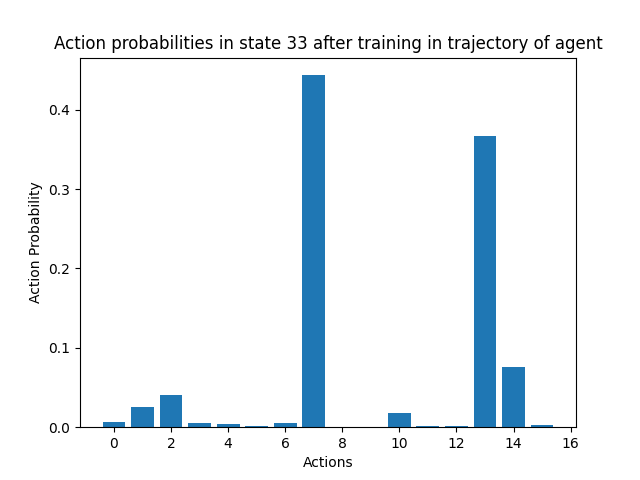 Action probabilities in state 33 after training in trajectory of agent
0.4
0.3
0.2
0.1
0.0
Action Probability
0 2 4 6 8 10 12 14 16
Actions